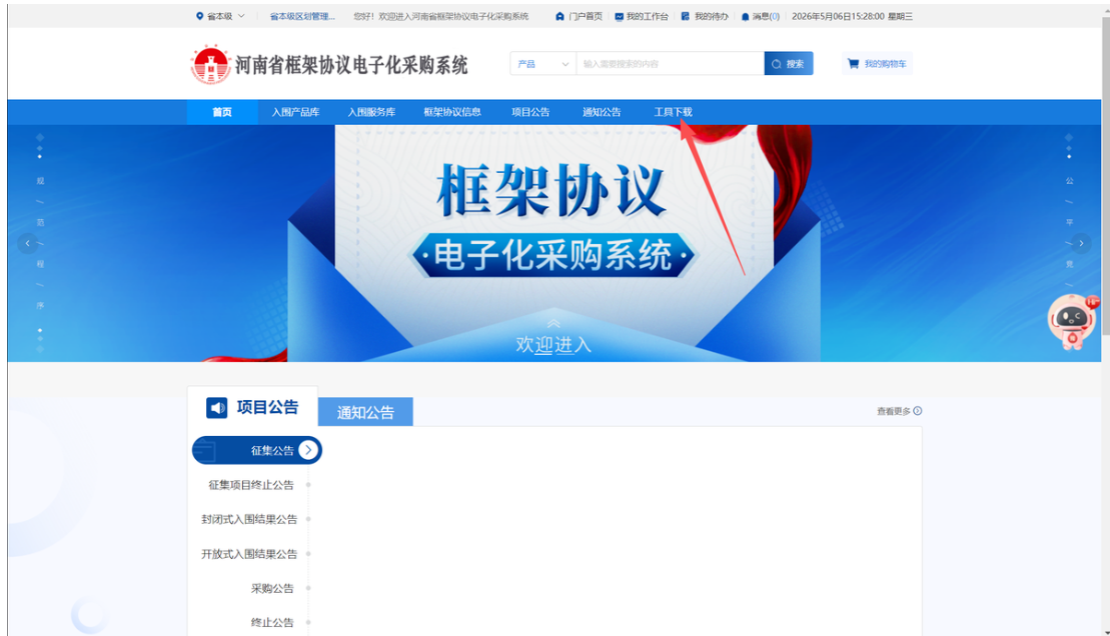 省本级 省本级区划管理... 您好！欢迎进入河南省框架协议电子化采购系统 门户首页 我的工作台 我的待办 消息(0) 2026年5月06日15:28:00 星期三
河南省框架协议电子化采购系统 产品 输入需要搜索的内容 搜索 我的购物车
首页 入围产品库 入围服务库 框架协议信息 项目公告 通知公告 工具下载
框架协议
·电子化采购系统·
欢迎进入
规
范
程
序
公
平
竞
Hi~
项目公告 通知公告 查看更多
征集公告
征集项目终止公告
封闭式入围结果公告
开放式入围结果公告
采购公告
终止公告